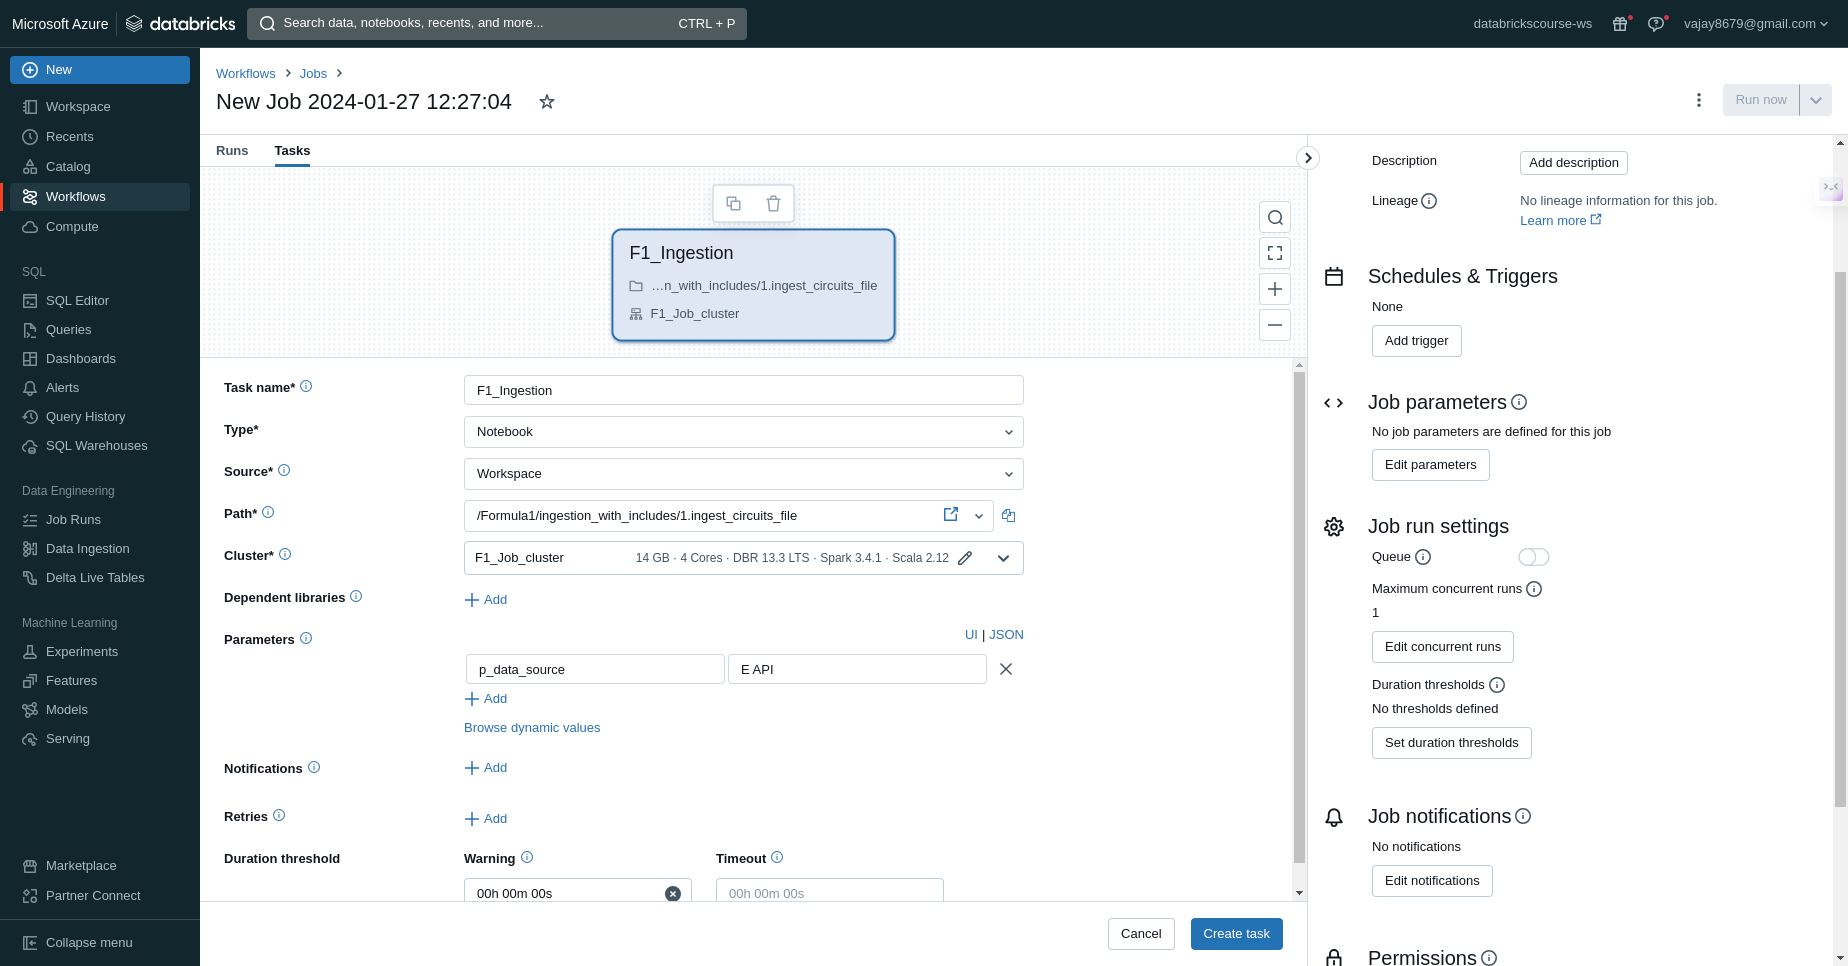 Microsoft Azure
databricks
Search data, notebooks, recents, and more...
CTRL + P
databrickscourse-ws
vajay8679@gmail.com
New
Workspace
Recents
Catalog
Workflows
Compute
SQL
SQL Editor
Queries
Dashboards
Alerts
Query History
SQL Warehouses
Data Engineering
Job Runs
Data Ingestion
Delta Live Tables
Machine Learning
Experiments
Features
Models
Serving
Marketplace
Partner Connect
Collapse menu
Workflows > Jobs >
New Job 2024-01-27 12:27:04
Run now
Runs
Tasks
F1_Ingestion
...n_with_includes/1.ingest_circuits_file
F1_Job_cluster
Task name*
F1_Ingestion
Type*
Notebook
Source*
Workspace
Path*
/Formula1/ingestion_with_includes/1.ingest_circuits_file
Cluster*
F1_Job_cluster
14 GB · 4 Cores · DBR 13.3 LTS · Spark 3.4.1 · Scala 2.12
Dependent libraries
Add
Parameters
UI | JSON
p_data_source
E API
Add
Browse dynamic values
Notifications
Add
Retries
Add
Duration threshold
Warning
Timeout
00h 00m 00s
00h 00m 00s
Cancel
Create task
Description
Add description
Lineage
No lineage information for this job.
Learn more
Schedules & Triggers
None
Add trigger
Job parameters
No job parameters are defined for this job
Edit parameters
Job run settings
Queue
Maximum concurrent runs
1
Edit concurrent runs
Duration thresholds
No thresholds defined
Set duration thresholds
Job notifications
No notifications
Edit notifications
Permissions